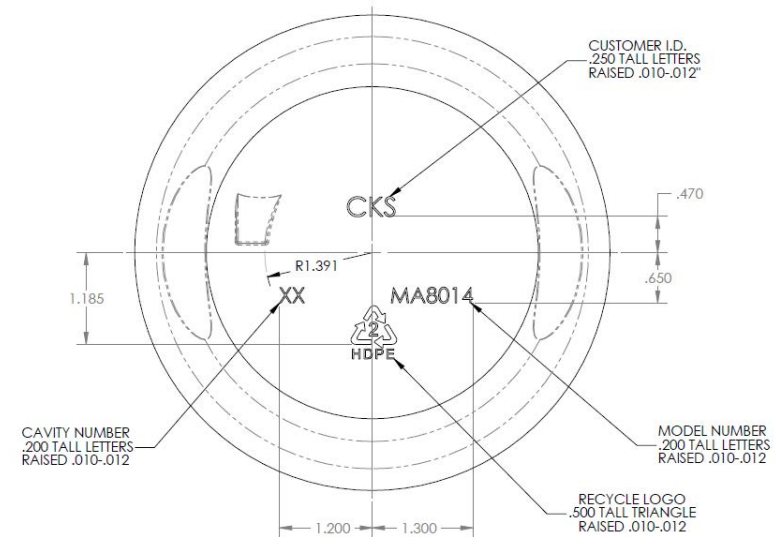 CUSTOMER I.D.
.250 TALL LETTERS
RAISED .010-.012"
CKS
.470
R1.391
.650
1.185
XX
MA8014
2
HDPE
CAVITY NUMBER
.200 TALL LETTERS
RAISED .010-.012
MODEL NUMBER
.200 TALL LETTERS
RAISED .010-.012
RECYCLE LOGO
.500 TALL TRIANGLE
RAISED .010-.012
1.200
1.300